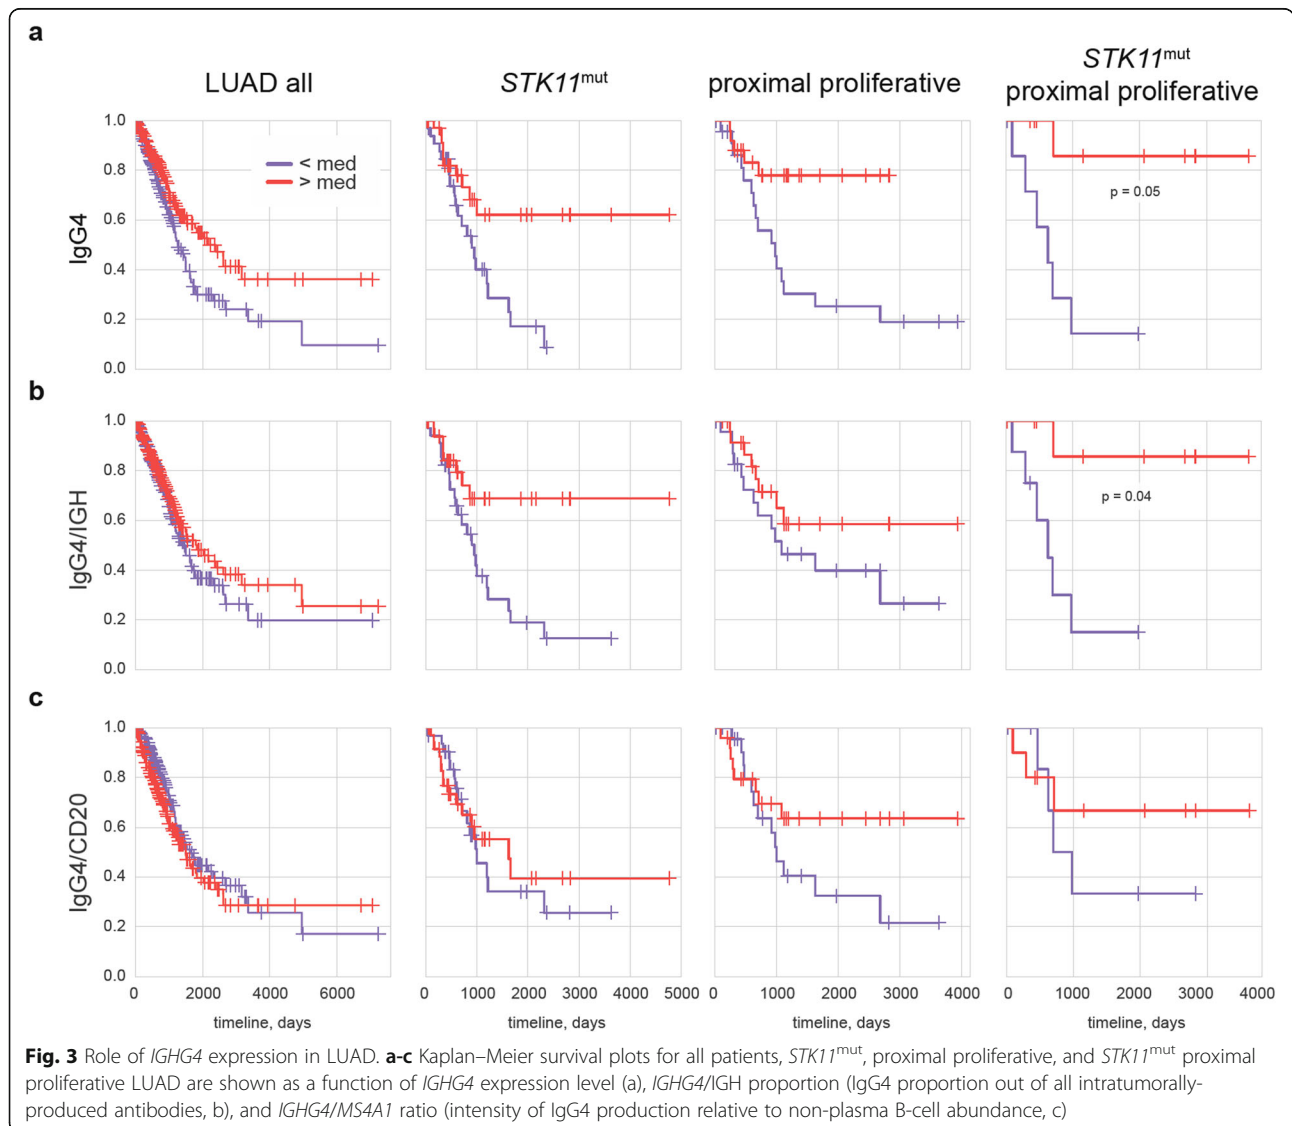 a
LUAD all
STK11mut
proximal proliferative
STK11mut
proximal proliferative
IgG4
1.0
0.8
0.6
0.4
0.2
0.0
< med
> med
p = 0.05
b
IgG4/IGH
1.0
0.8
0.6
0.4
0.2
0.0
p = 0.04
c
IgG4/CD20
1.0
0.8
0.6
0.4
0.2
0.0
0 2000 4000 6000
0 1000 2000 3000 4000 5000
0 1000 2000 3000 4000
0 1000 2000 3000 4000
timeline, days
timeline, days
timeline, days
timeline, days
Fig. 3 Role of IGHG4 expression in LUAD. a-c Kaplan–Meier survival plots for all patients, STK11mut, proximal proliferative, and STK11mut proximal
proliferative LUAD are shown as a function of IGHG4 expression level (a), IGHG4/IGH proportion (IgG4 proportion out of all intratumorally-
produced antibodies, b), and IGHG4/MS4A1 ratio (intensity of IgG4 production relative to non-plasma B-cell abundance, c)